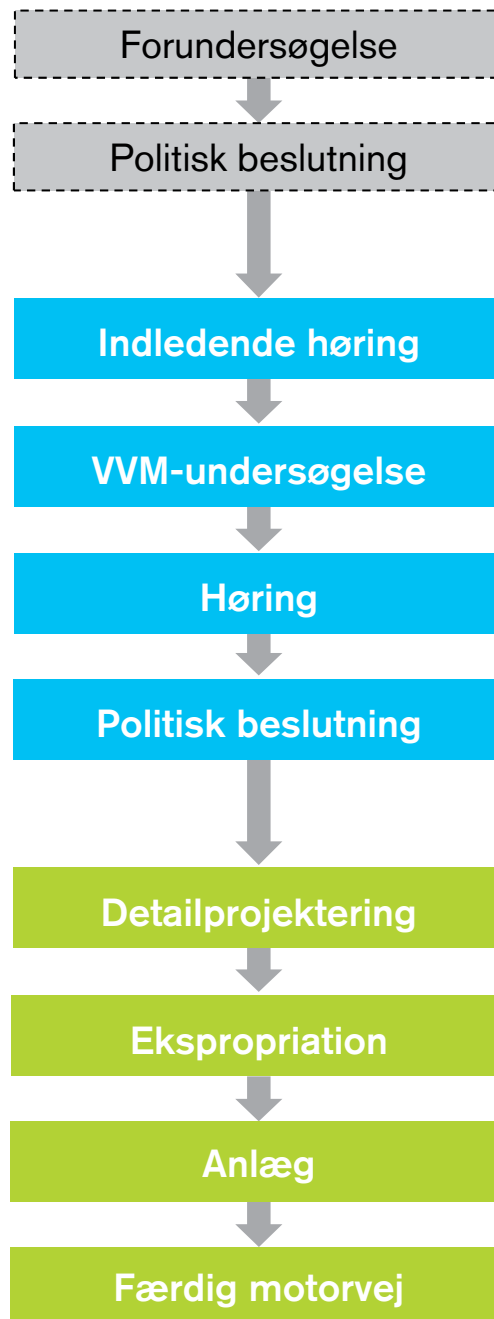 Forundersøgelse
Politisk beslutning
Indledende høring
VVM-undersøgelse
Høring
Politisk beslutning
Detailprojektering
Ekspropriation
Anlæg
Færdig motorvej